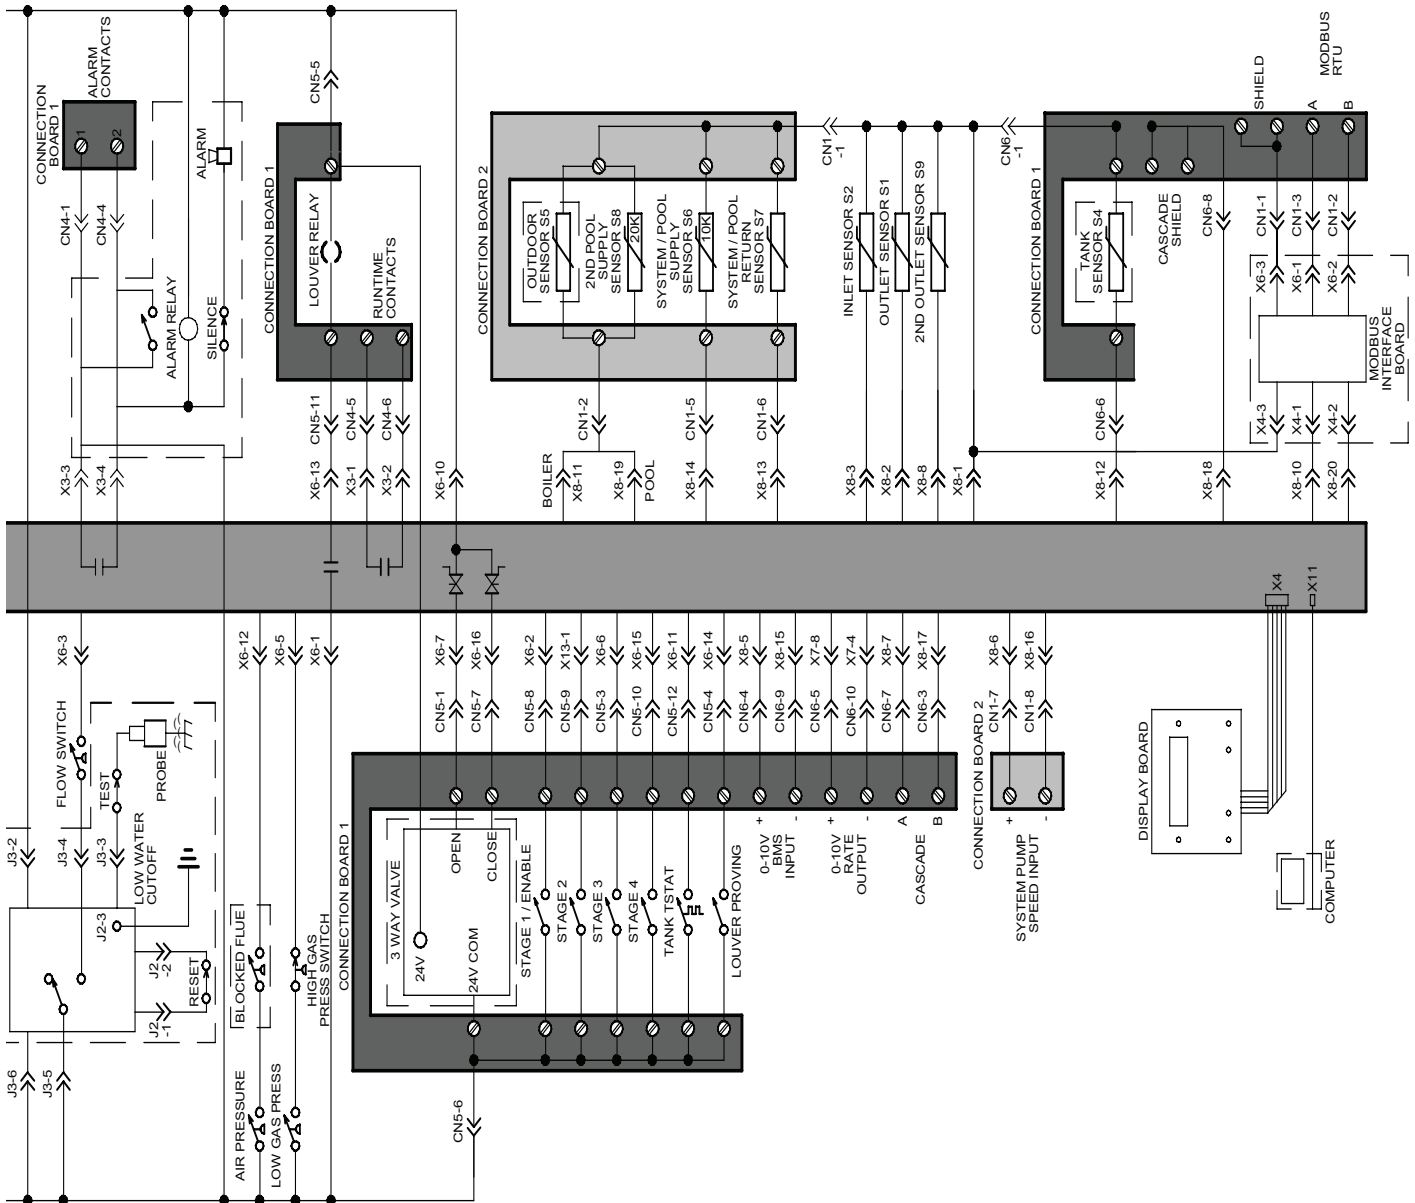 CONNECTION
BOARD 1
ALARM
CONTACTS
1
2
CN4-1
CN4-4
ALARM
ALARM RELAY
SILENCE
X3-3
X3-4
CN5-5
CONNECTION BOARD 1
LOUVER RELAY
RUNTIME
CONTACTS
CN5-11
CN4-5
CN4-6
X6-13
X3-1
X3-2
X6-10
CONNECTION BOARD 2
OUTDOOR
SENSOR S5
2ND POOL
SUPPLY
SENSOR S8
20K
SYSTEM / POOL
SUPPLY
SENSOR S6
10K
SYSTEM / POOL
RETURN
SENSOR S7
CN1-2
CN1-5
CN1-6
BOILER
X8-11
X8-19
POOL
X8-14
X8-13
CN1
-1
INLET SENSOR S2
OUTLET SENSOR S1
2ND OUTLET SENSOR S9
X8-3
X8-2
X8-8
X8-1
CN6
-1
CONNECTION BOARD 1
TANK
SENSOR S4
CASCADE
SHIELD
CN6-6
X8-12
CN6-8
X8-18
SHIELD
MODBUS
RTU
A
B
CN1-1
CN1-3
CN1-2
X6-3
X6-1
X6-2
MODBUS
INTERFACE
BOARD
X4-3
X4-1
X4-2
X8-10
X8-20
X4
X11
X6-3
X6-12
X6-5
X6-1
X6-7
X6-16
X6-2
X13-1
X6-6
X6-15
X6-11
X6-14
X8-5
X8-15
X7-8
X7-4
X8-7
X8-17
X8-6
X8-16
CN5-1
CN5-7
CN5-8
CN5-9
CN5-3
CN5-10
CN5-12
CN5-4
CN6-4
CN6-9
CN6-5
CN6-10
CN6-7
CN6-3
CN1-7
CN1-8
FLOW SWITCH
TEST
PROBE
J3-2
J3-4
J3-3
LOW WATER
CUTOFF
J2-3
J2
-2
J2
-1
RESET
J3-6
J3-5
BLOCKED FLUE
HIGH GAS
PRESS SWITCH
AIR PRESSURE
LOW GAS PRESS
CONNECTION BOARD 1
3 WAY VALVE
24V
24V COM
OPEN
CLOSE
STAGE 1 / ENABLE
STAGE 2
STAGE 3
STAGE 4
TANK TSTAT
LOUVER PROVING
+
-
0-10V
BMS
INPUT
+
-
0-10V
RATE
OUTPUT
A
B
CASCADE
CN5-6
CONNECTION BOARD 2
+
-
SYSTEM PUMP
SPEED INPUT
DISPLAY BOARD
COMPUTER